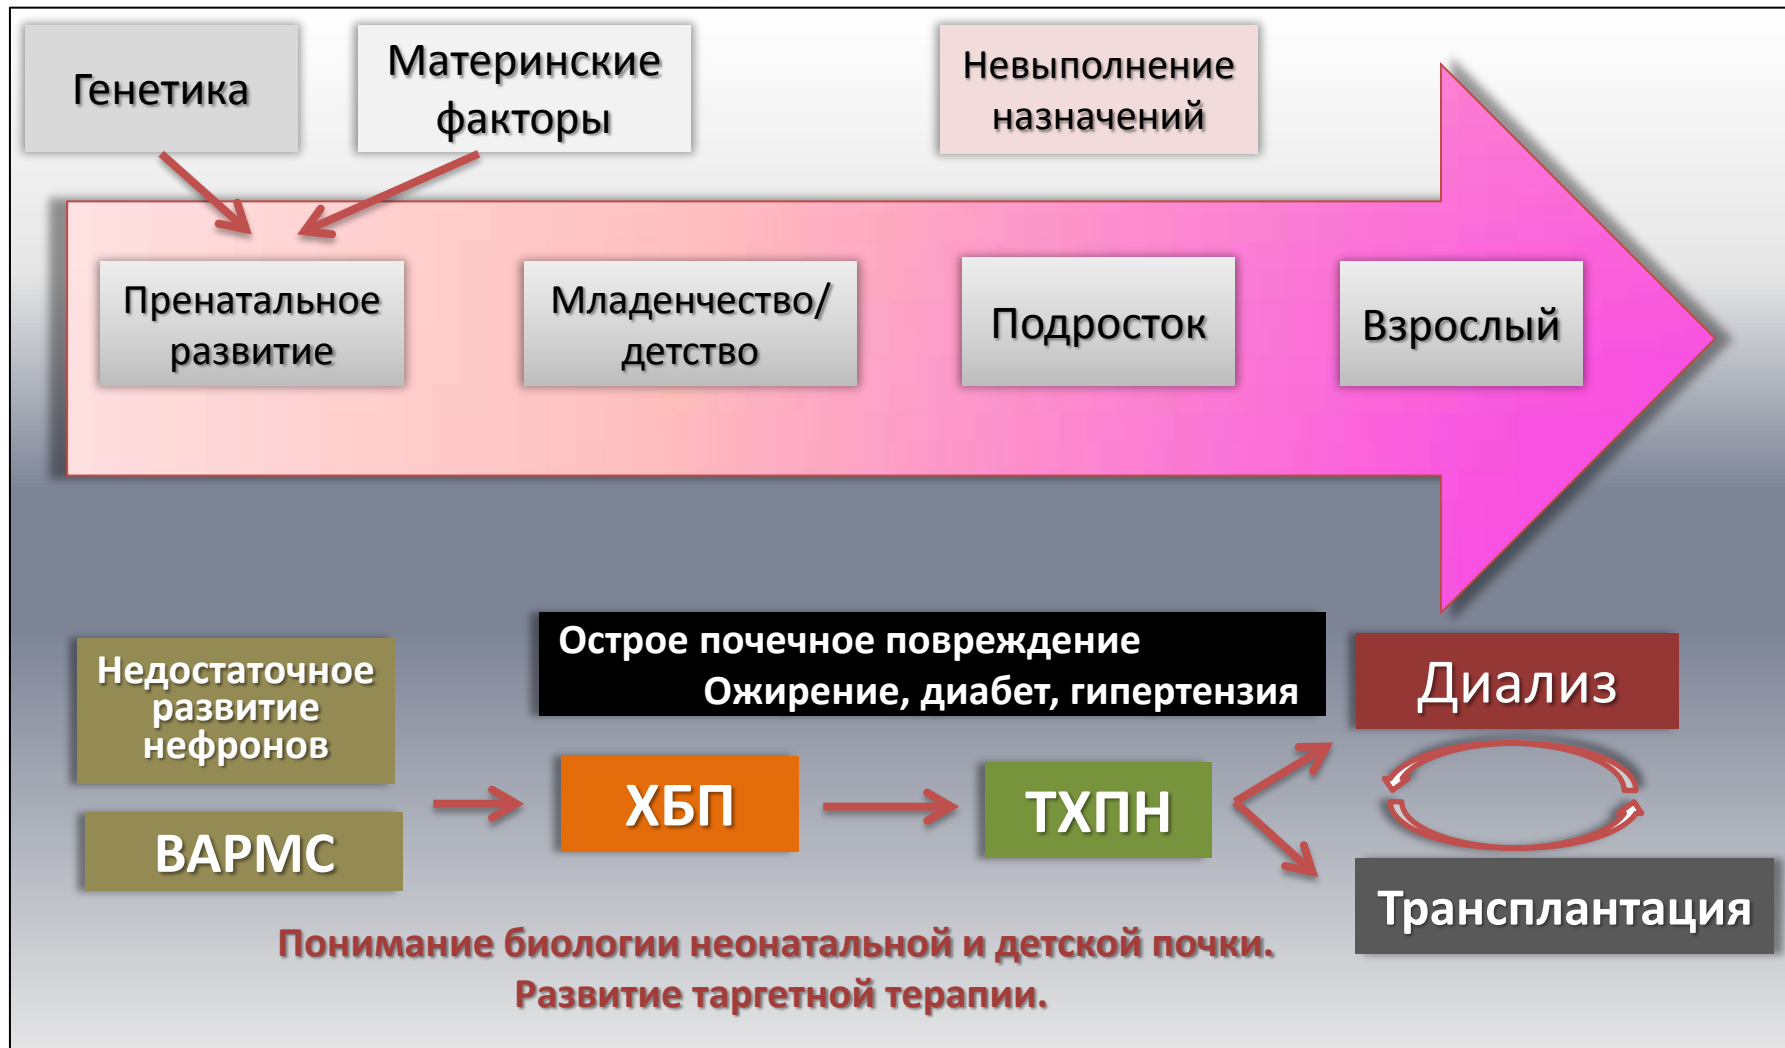 Генетика
Материнские
факторы
Невыполнение
назначений
Пренатальное
развитие
Младенчество/
детство
Подросток
Взрослый
Острое почечное повреждение
Ожирение, диабет, гипертензия
Недостаточное
развитие
нефронов
ВАРМС
ХБП
ТХПН
Диализ
Трансплантация
Понимание биологии неонатальной и детской почки.
Развитие таргетной терапии.